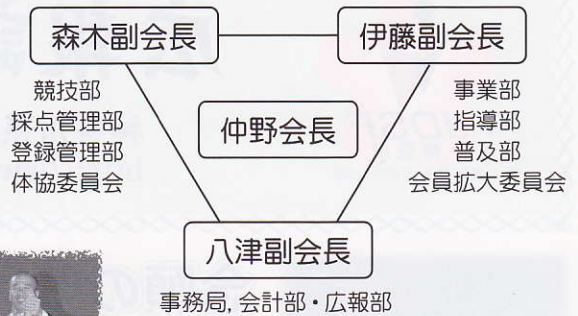 森木副会長
伊藤副会長
競技部
採点管理部
登録管理部
体協委員会
仲野会長
事業部
指導部
普及部
会員拡大委員会
八津副会長
事務局, 会計部・広報部